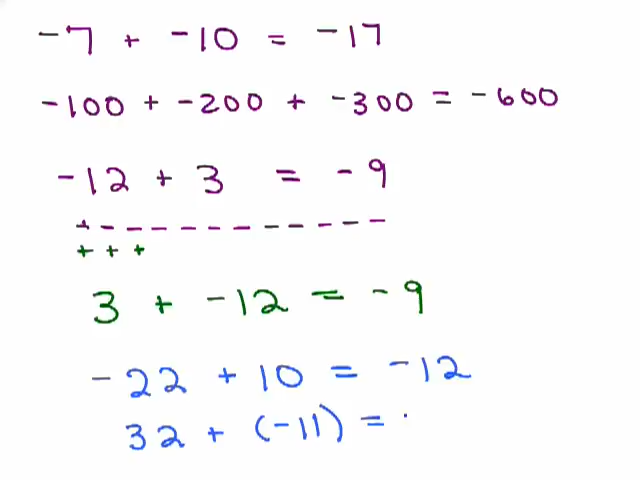 -7 + -10 = -17
-100 + -200 + -300 = -600
-12 + 3 = -9
- - - - - - - - - - - -
+ + +
3 + -12 = -9
-22 + 10 = -12
32 + (-11) =